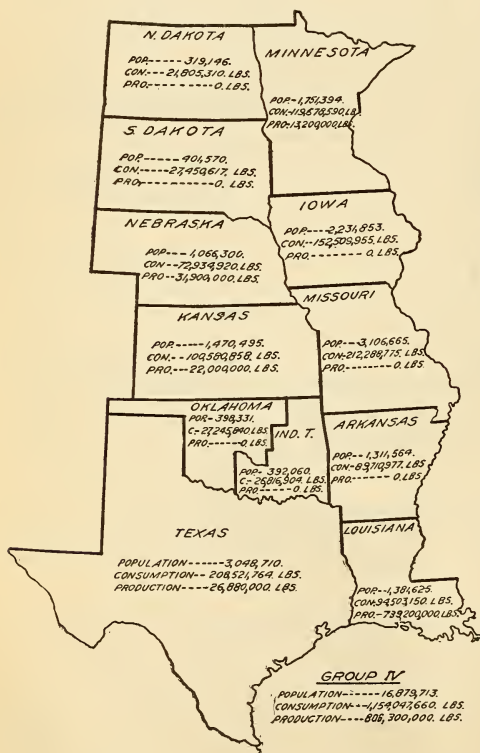 N. DAKOTA
POP.-----319,146.
CON.----21,805,310. LBS.
PRO.---------0. LBS.
MINNESOTA
POP.--1,751,394.
CON.--119,678,590 LBS.
PRO.--13,200,000 LBS.
S. DAKOTA
POP.-----401,570.
CON.----27,450,617. LBS.
PRO.---------0. LBS.
IOWA
POP.----2,231,853.
CON.--152,509,955. LBS.
PRO.---------0 LBS.
NEBRASKA
POP.----1,066,300.
CON.--72,934,920. LBS.
PRO.--31,900,000. LBS.
MISSOURI
POP.----3,106,665.
CON.--212,288,775. LBS.
PRO.---------0 LBS.
KANSAS
POP.----1,470,495.
CON.--100,580,858. LBS.
PRO.--22,000,000. LBS.
OKLAHOMA
POP.--398,331.
C.--27,245,840 LBS.
PRO.-----0 LBS.
IND. T.
POP.--392,060.
C.--26,816,904. LBS.
PRO.-----0 LBS.
ARKANSAS
POP.--1,311,564.
CON.--89,710,977. LBS.
PRO.---------0 LBS.
TEXAS
POPULATION-----3,048,710.
CONSUMPTION--208,521,764. LBS.
PRODUCTION----26,880,000. LBS.
LOUISIANA
POP.--1,381,625.
CON.--94,503,150. LBS.
PRO.--739,200,000. LBS.
GROUP IV
POPULATION-----16,879,713.
CONSUMPTION--1,154,047,660. LBS.
PRODUCTION----806,300,000. LBS.